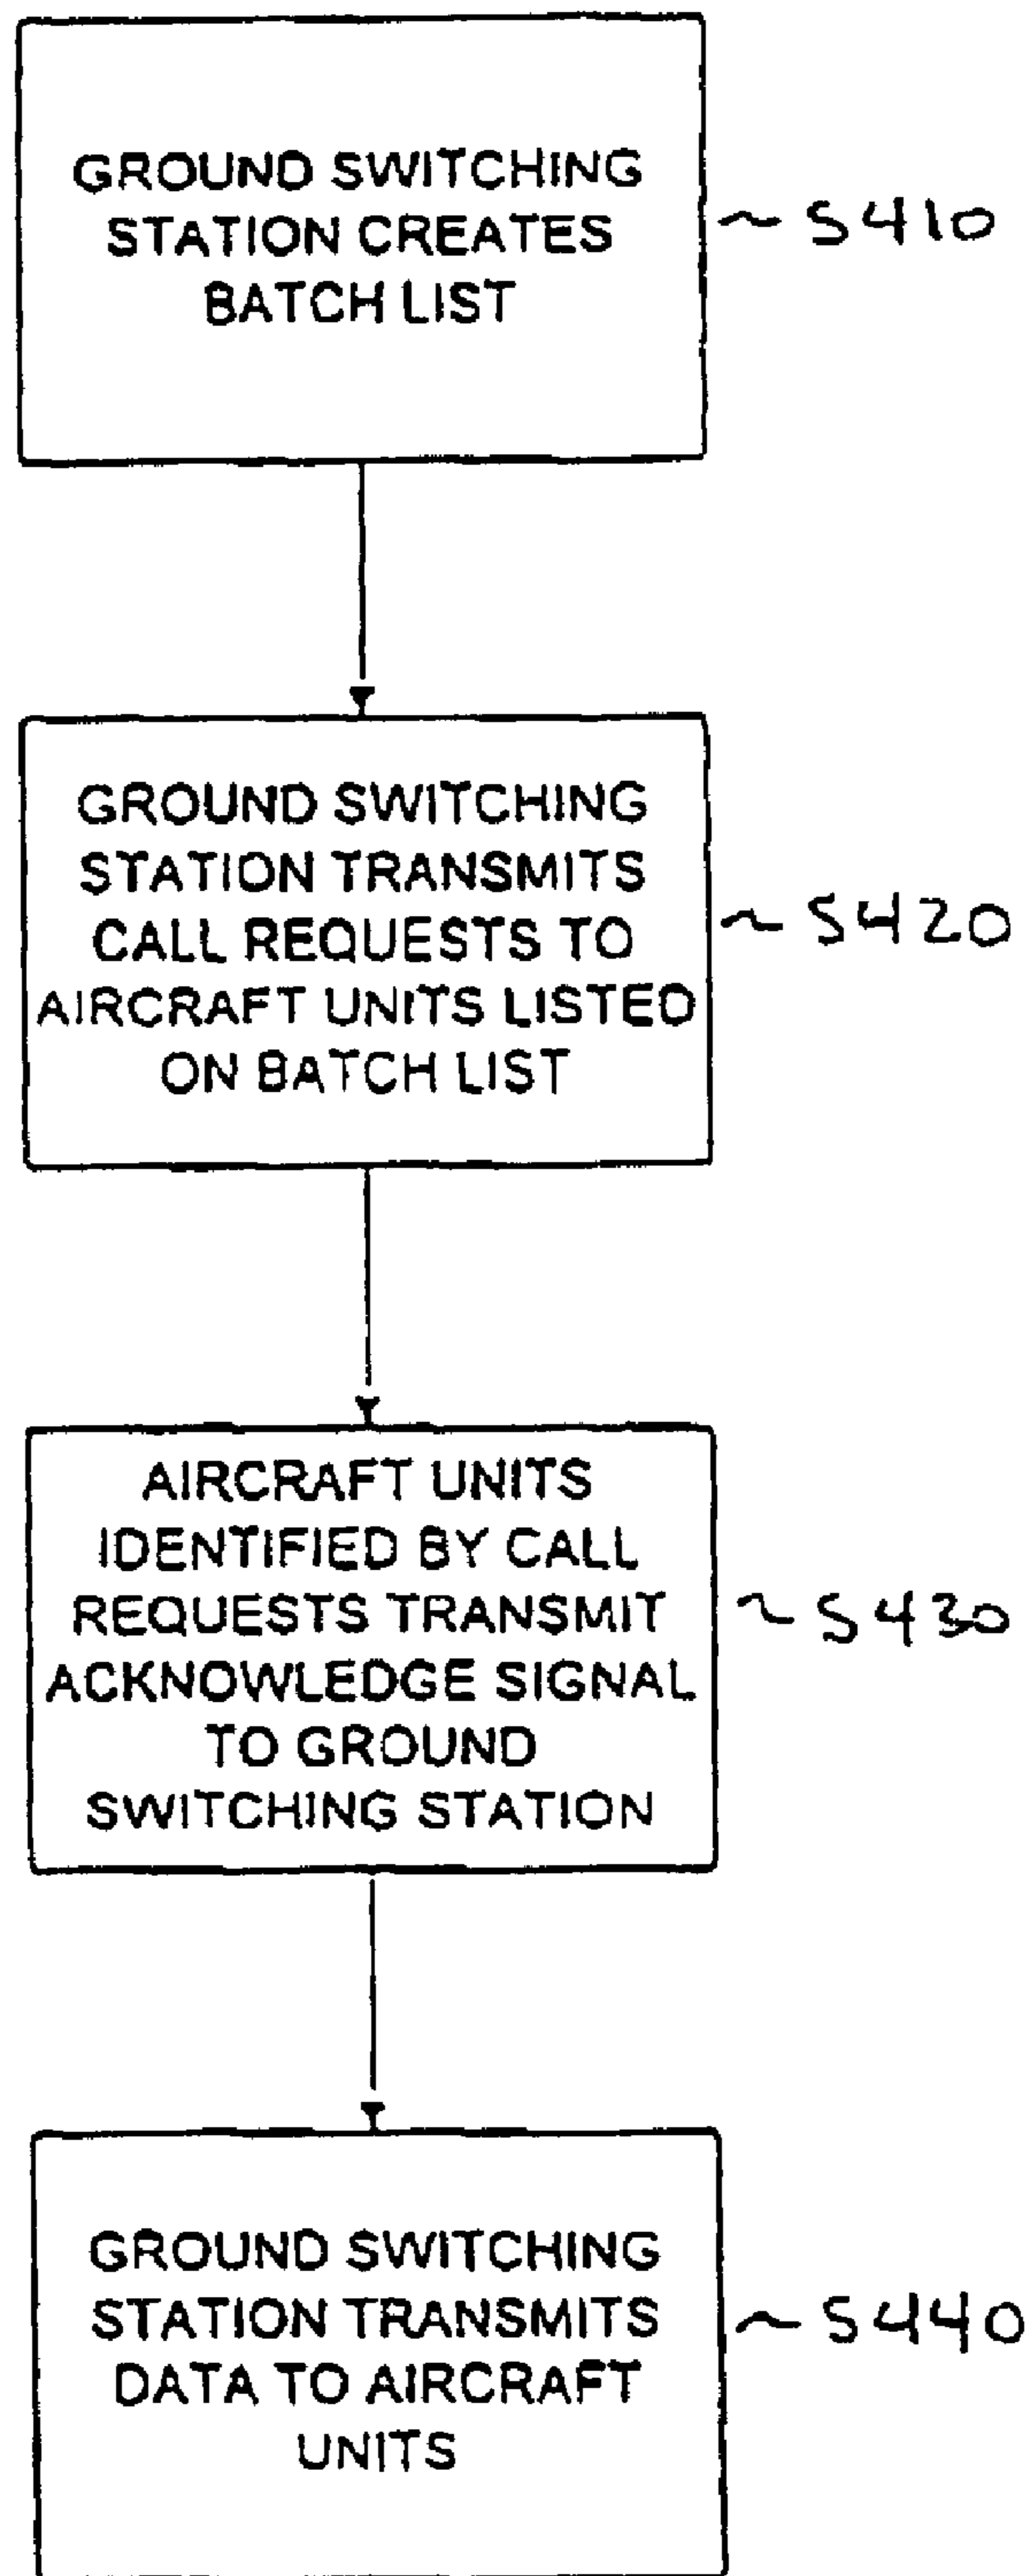 GROUND SWITCHING
STATION CREATES
BATCH LIST
~ S410
GROUND SWITCHING
STATION TRANSMITS
CALL REQUESTS TO
AIRCRAFT UNITS LISTED
ON BATCH LIST
~ S420
AIRCRAFT UNITS
IDENTIFIED BY CALL
REQUESTS TRANSMIT
ACKNOWLEDGE SIGNAL
TO GROUND
SWITCHING STATION
~ S430
GROUND SWITCHING
STATION TRANSMITS
DATA TO AIRCRAFT
UNITS
~ S440